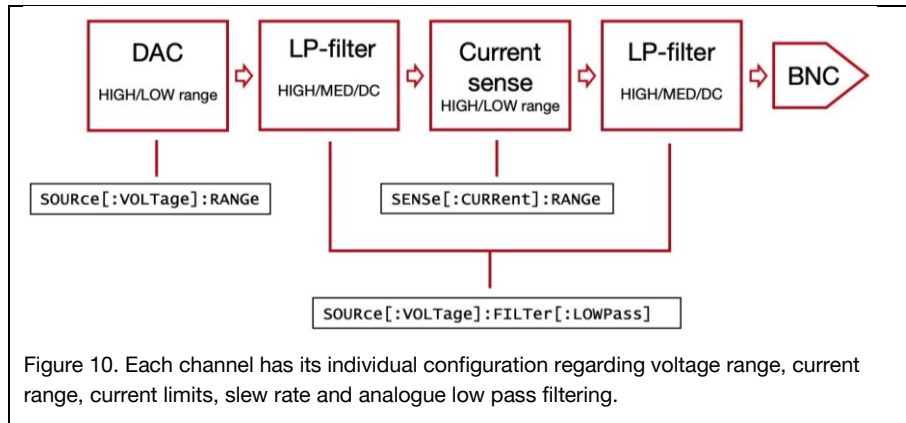 DAC
HIGH/LOW range
LP-filter
HIGH/MED/DC
Current
sense
HIGH/LOW range
LP-filter
HIGH/MED/DC
BNC
SOURce[:VOLTage]:RANGe
SENSe[:CURRent]:RANGe
SOURce[:VOLTage]:FILTer[:LOWPass]
Figure 10. Each channel has its individual configuration regarding voltage range, current
range, current limits, slew rate and analogue low pass filtering.